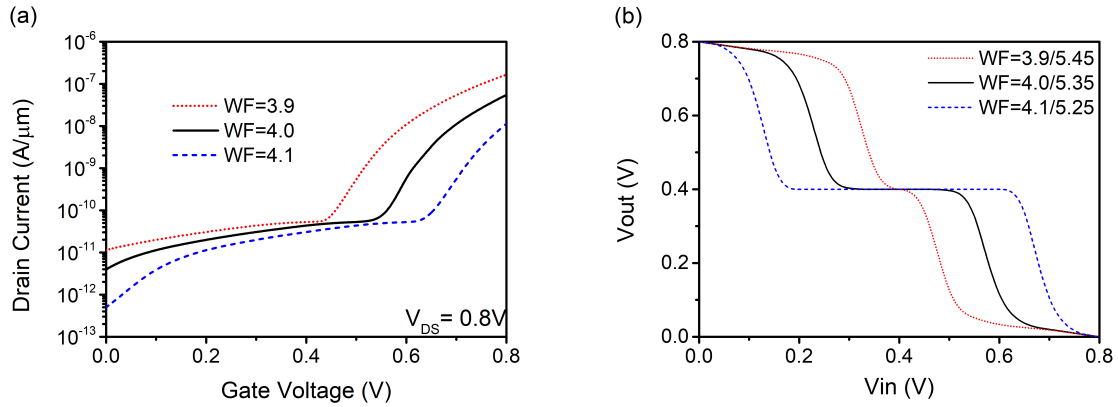 (a)
10⁻⁶
10⁻⁷
10⁻⁸
10⁻⁹
10⁻¹⁰
10⁻¹¹
10⁻¹²
10⁻¹³
Drain Current (A/μm)
WF=3.9
WF=4.0
WF=4.1
V_DS= 0.8V
0.0 0.2 0.4 0.6 0.8
Gate Voltage (V)
(b)
0.8
0.6
0.4
0.2
0.0
Vout (V)
WF=3.9/5.45
WF=4.0/5.35
WF=4.1/5.25
0.0 0.2 0.4 0.6 0.8
Vin (V)